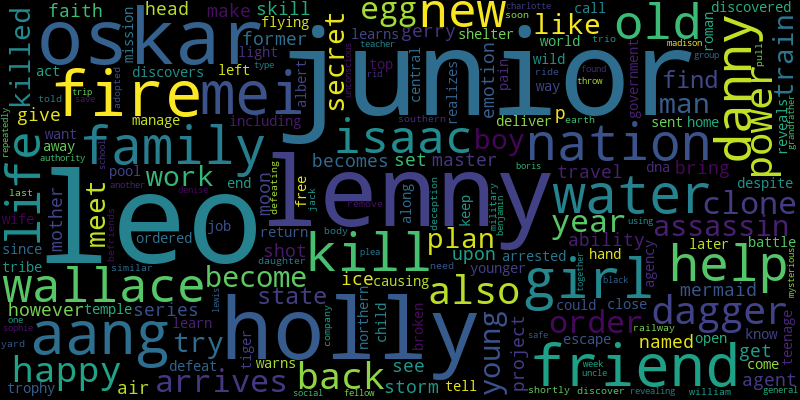 faith head make skill egg new like old call discovered
flying soon charlotte
killed oskar mission former learns gerry shelter world trio danny train
light secret teacher wild roman
act discovers left albert top central emotion realizes junior way ride found madison group pull
fire mei type pain find power
told trip save adopted rid throw man reveals
give manage including deliver p earth government sent home grandfather
repeatedly want southern
life family isaac boy nation
away authority becomes set master travel dna bring
mother school pool moon free along deception keep military benjamin boris despite
work another denise defeating jack lenny water clone
last meet end remove year
wife leo ordered job return body kill plan upon ability assassin
since befriends shot plea also arrested hand agency later battle
tribe wallace similar daughter need younger using mermaid mysterious
become ice causing girl together black help
however temple series state northern child could close dagger
one aang learn try holly company broken young project order railway teenage know
sophie yard tiger see escape named open get
lewis warns storm safe week uncle friend come
happy defeat back agent
trophy air arrives social fellow tell shortly discover revealing william general